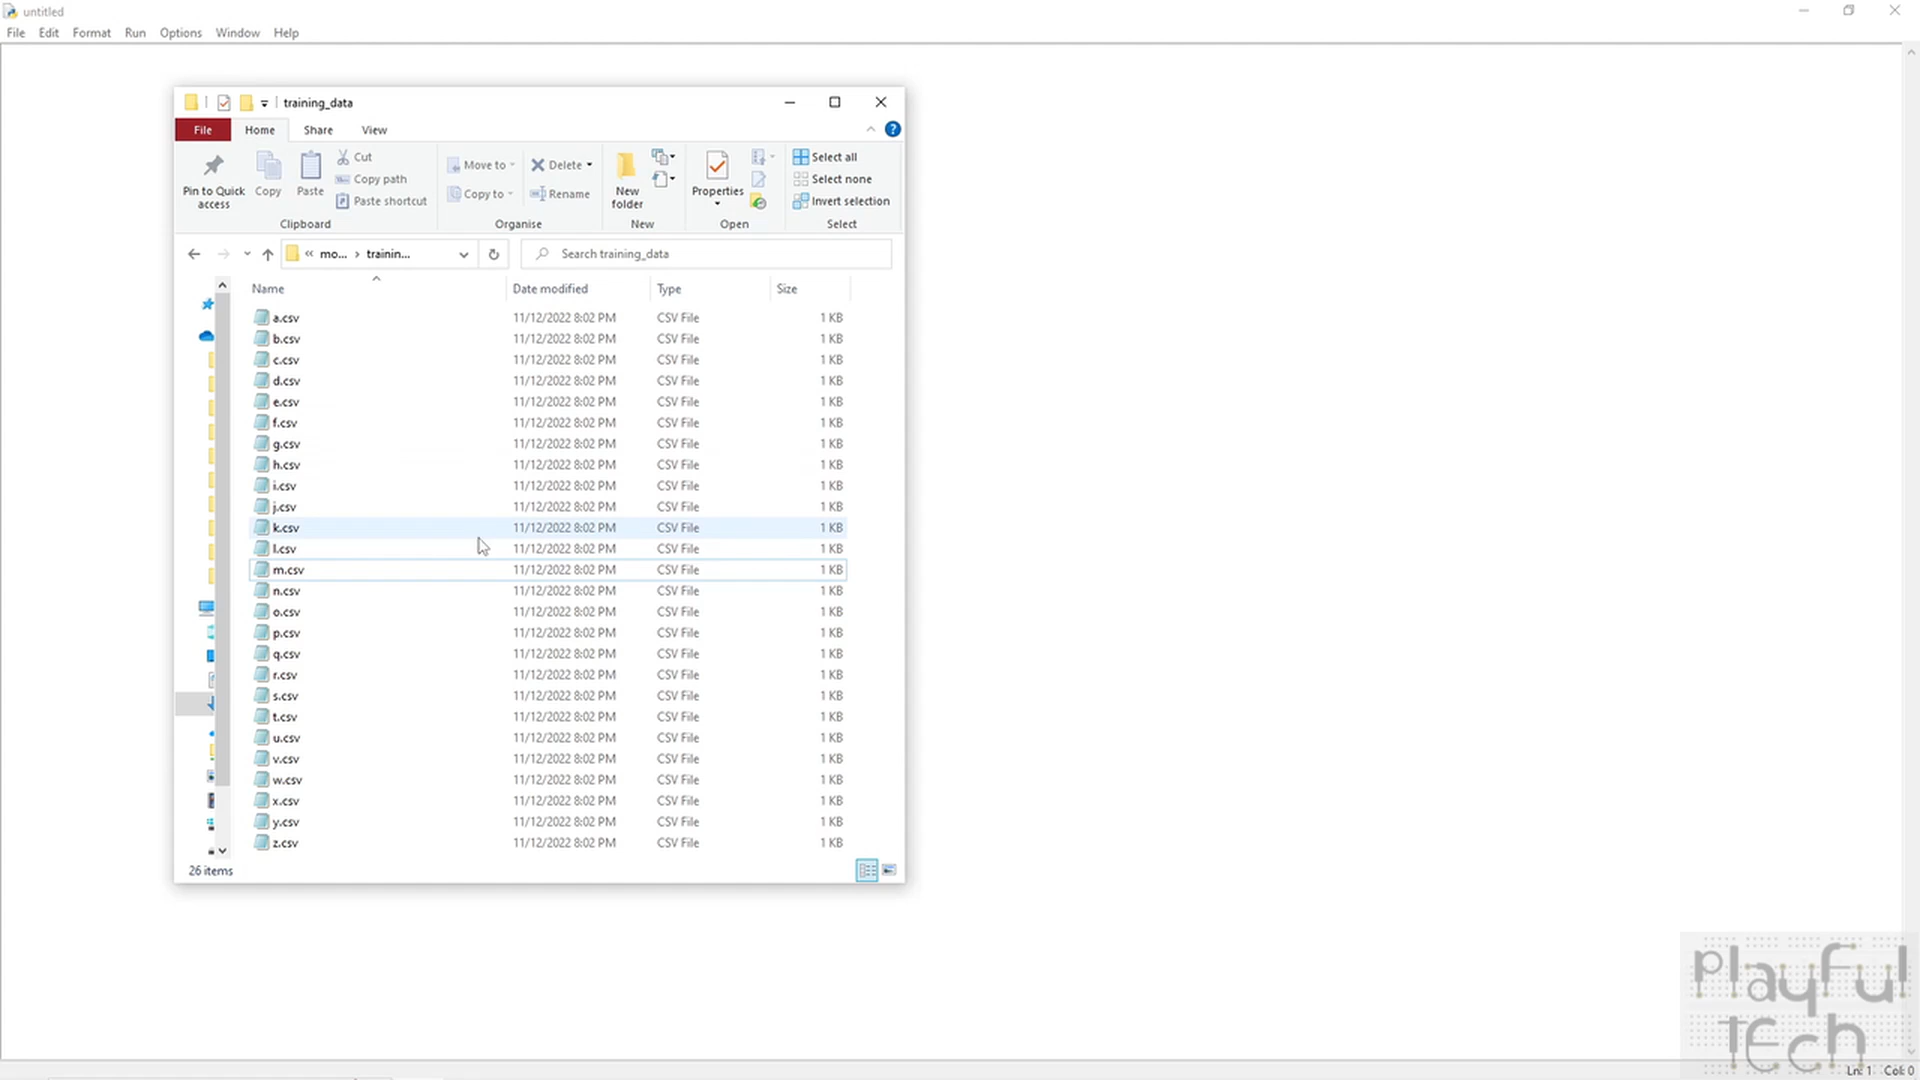 untitled
File Edit Format Run Options Window Help
training_data
File Home Share View
Pin to Quick access
Copy
Paste
Cut
Copy path
Paste shortcut
Clipboard
Move to
Copy to
Delete
Rename
Organise
New folder
New
Properties
Open
Select all
Select none
Invert selection
Select
« mo... › trainin...
Search training_data
Name Date modified Type Size
a.csv 11/12/2022 8:02 PM CSV File 1 KB
b.csv 11/12/2022 8:02 PM CSV File 1 KB
c.csv 11/12/2022 8:02 PM CSV File 1 KB
d.csv 11/12/2022 8:02 PM CSV File 1 KB
e.csv 11/12/2022 8:02 PM CSV File 1 KB
f.csv 11/12/2022 8:02 PM CSV File 1 KB
g.csv 11/12/2022 8:02 PM CSV File 1 KB
h.csv 11/12/2022 8:02 PM CSV File 1 KB
i.csv 11/12/2022 8:02 PM CSV File 1 KB
j.csv 11/12/2022 8:02 PM CSV File 1 KB
k.csv 11/12/2022 8:02 PM CSV File 1 KB
l.csv 11/12/2022 8:02 PM CSV File 1 KB
m.csv 11/12/2022 8:02 PM CSV File 1 KB
n.csv 11/12/2022 8:02 PM CSV File 1 KB
o.csv 11/12/2022 8:02 PM CSV File 1 KB
p.csv 11/12/2022 8:02 PM CSV File 1 KB
q.csv 11/12/2022 8:02 PM CSV File 1 KB
r.csv 11/12/2022 8:02 PM CSV File 1 KB
s.csv 11/12/2022 8:02 PM CSV File 1 KB
t.csv 11/12/2022 8:02 PM CSV File 1 KB
u.csv 11/12/2022 8:02 PM CSV File 1 KB
v.csv 11/12/2022 8:02 PM CSV File 1 KB
w.csv 11/12/2022 8:02 PM CSV File 1 KB
x.csv 11/12/2022 8:02 PM CSV File 1 KB
y.csv 11/12/2022 8:02 PM CSV File 1 KB
z.csv 11/12/2022 8:02 PM CSV File 1 KB
26 items
playful
tech
Ln: 1 Col: 0